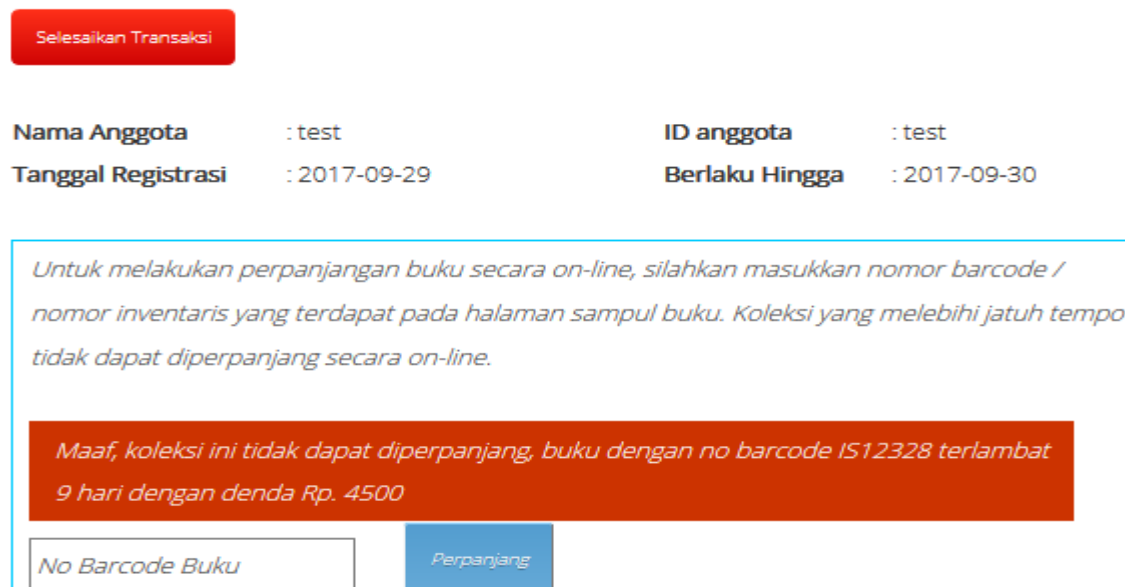 Selesaikan Transaksi
Nama Anggota : test ID anggota : test
Tanggal Registrasi : 2017-09-29 Berlaku Hingga : 2017-09-30
Untuk melakukan perpanjangan buku secara on-line, silahkan masukkan nomor barcode /
nomor inventaris yang terdapat pada halaman sampul buku. Koleksi yang melebihi jatuh tempo
tidak dapat diperpanjang secara on-line.
Maaf, koleksi ini tidak dapat diperpanjang, buku dengan no barcode IS12328 terlambat
9 hari dengan denda Rp. 4500
No Barcode Buku Perpanjang